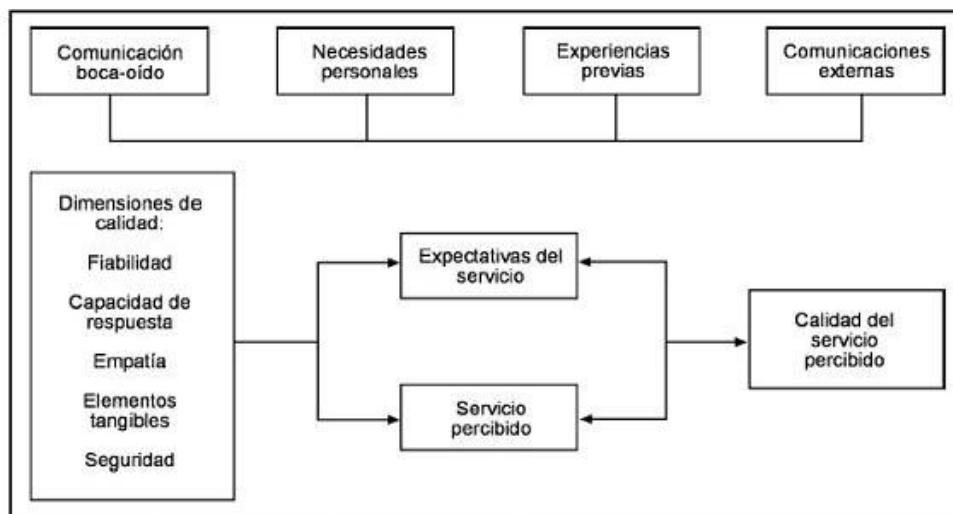 Comunicación
boca-oído
Necesidades
personales
Experiencias
previas
Comunicaciones
externas
Dimensiones de
calidad:
Fiabilidad
Capacidad de
respuesta
Empatía
Elementos
tangibles
Seguridad
Expectativas del
servicio
Servicio
percibido
Calidad del
servicio
percibido